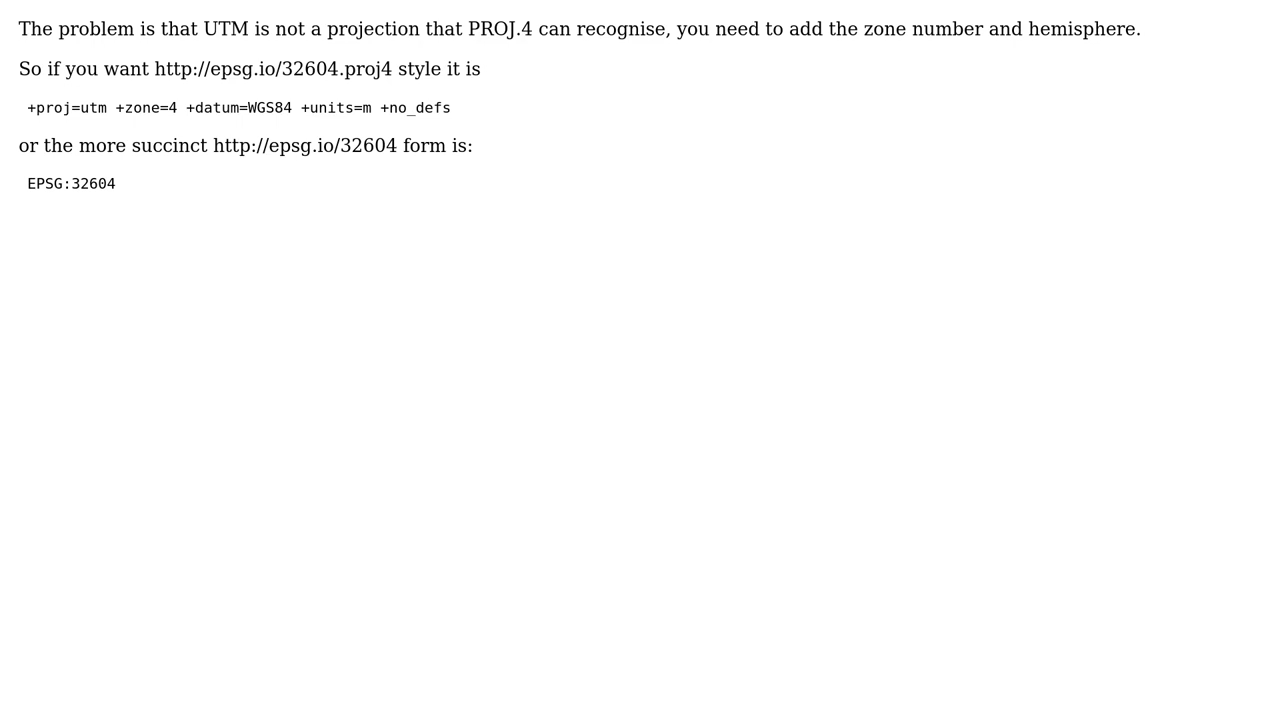 The problem is that UTM is not a projection that PROJ.4 can recognise, you need to add the zone number and hemisphere.
So if you want http://epsg.io/32604.proj4 style it is
+proj=utm +zone=4 +datum=WGS84 +units=m +no_defs
or the more succinct http://epsg.io/32604 form is:
EPSG:32604